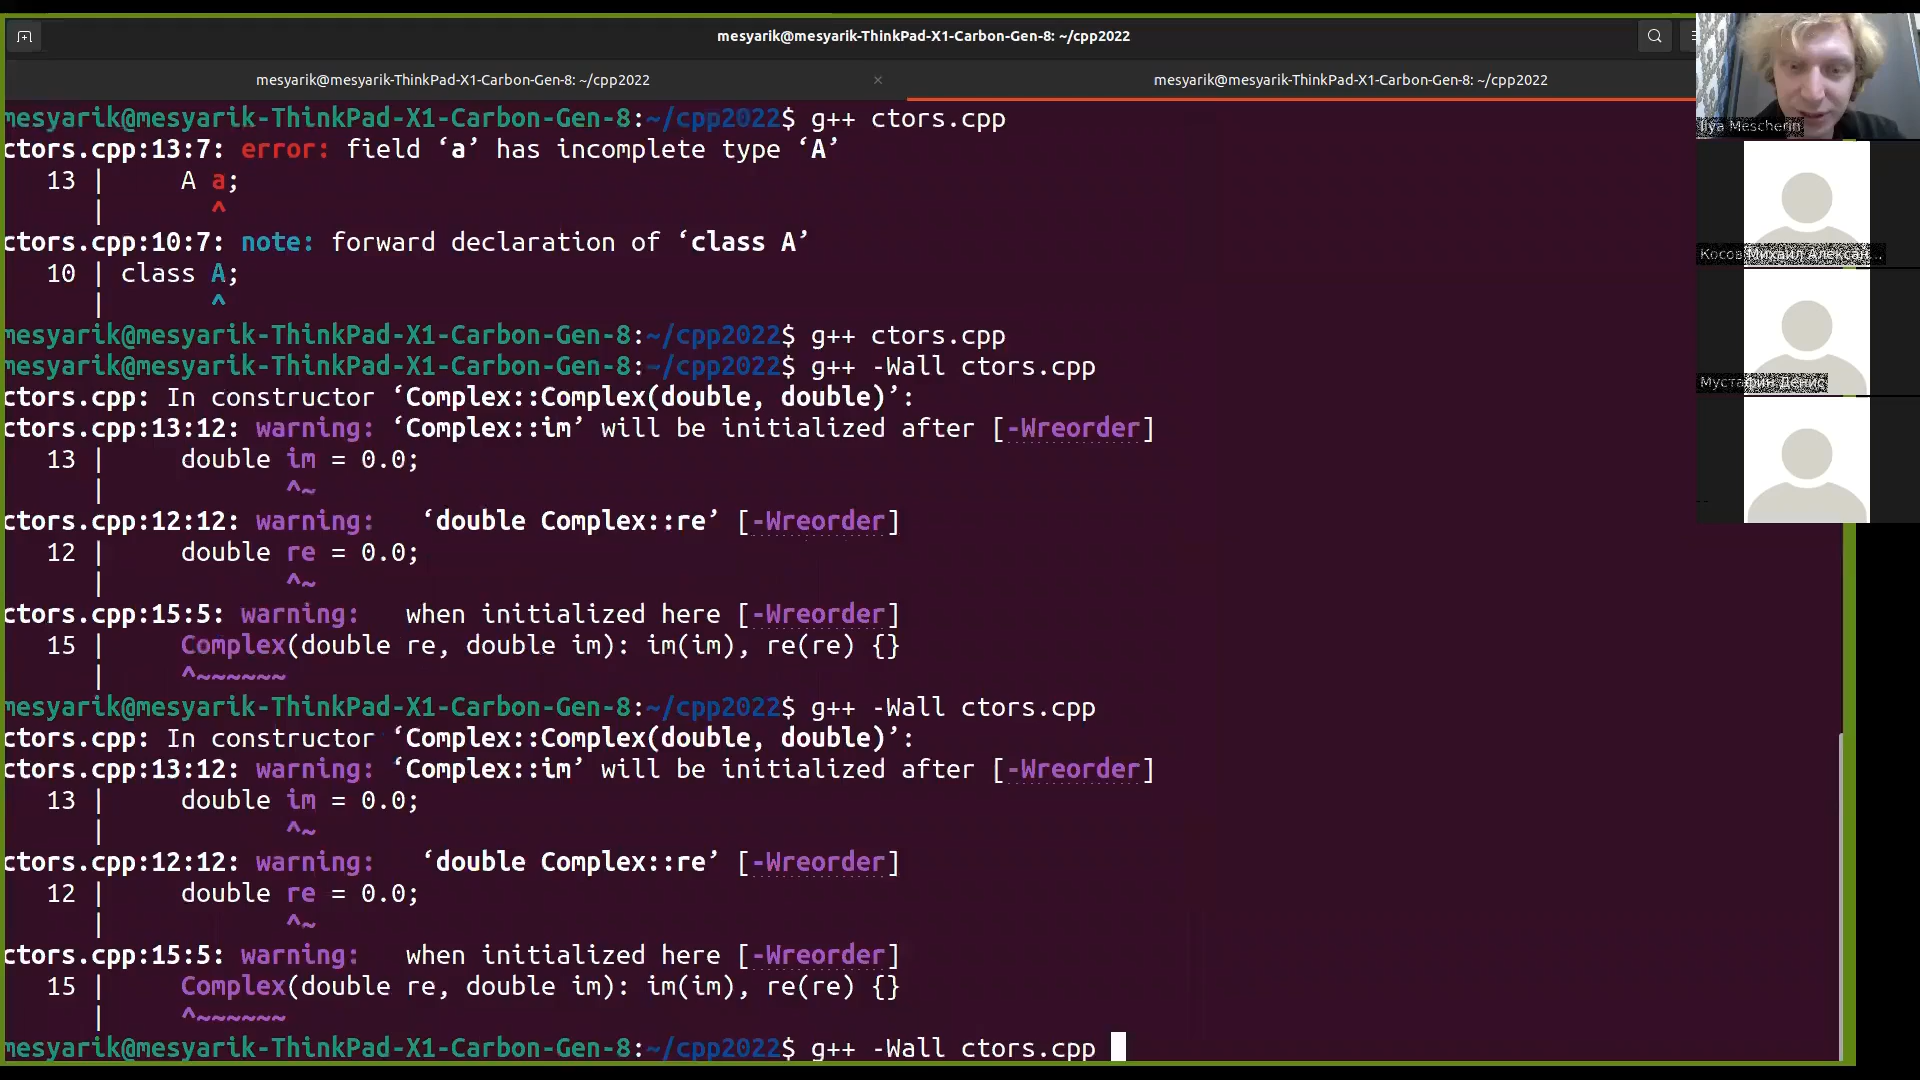 mesyarik@mesyarik-ThinkPad-X1-Carbon-Gen-8: ~/cpp2022
mesyarik@mesyarik-ThinkPad-X1-Carbon-Gen-8: ~/cpp2022 × mesyarik@mesyarik-ThinkPad-X1-Carbon-Gen-8: ~/cpp2022
mesyarik@mesyarik-ThinkPad-X1-Carbon-Gen-8:~/cpp2022$ g++ ctors.cpp
ctors.cpp:13:7: error: field ‘a’ has incomplete type ‘A’
13 | A a;
| ^
ctors.cpp:10:7: note: forward declaration of ‘class A’
10 | class A;
| ^
mesyarik@mesyarik-ThinkPad-X1-Carbon-Gen-8:~/cpp2022$ g++ ctors.cpp
mesyarik@mesyarik-ThinkPad-X1-Carbon-Gen-8:~/cpp2022$ g++ -Wall ctors.cpp
ctors.cpp: In constructor ‘Complex::Complex(double, double)’:
ctors.cpp:13:12: warning: ‘Complex::im’ will be initialized after [-Wreorder]
13 | double im = 0.0;
| ^~
ctors.cpp:12:12: warning: ‘double Complex::re’ [-Wreorder]
12 | double re = 0.0;
| ^~
ctors.cpp:15:5: warning: when initialized here [-Wreorder]
15 | Complex(double re, double im): im(im), re(re) {}
| ^~~~~~~
mesyarik@mesyarik-ThinkPad-X1-Carbon-Gen-8:~/cpp2022$ g++ -Wall ctors.cpp
ctors.cpp: In constructor ‘Complex::Complex(double, double)’:
ctors.cpp:13:12: warning: ‘Complex::im’ will be initialized after [-Wreorder]
13 | double im = 0.0;
| ^~
ctors.cpp:12:12: warning: ‘double Complex::re’ [-Wreorder]
12 | double re = 0.0;
| ^~
ctors.cpp:15:5: warning: when initialized here [-Wreorder]
15 | Complex(double re, double im): im(im), re(re) {}
| ^~~~~~~
mesyarik@mesyarik-ThinkPad-X1-Carbon-Gen-8:~/cpp2022$ g++ -Wall ctors.cpp
Ilya Mescherin
Косов Михаил Алексан...
Мустафин Денис